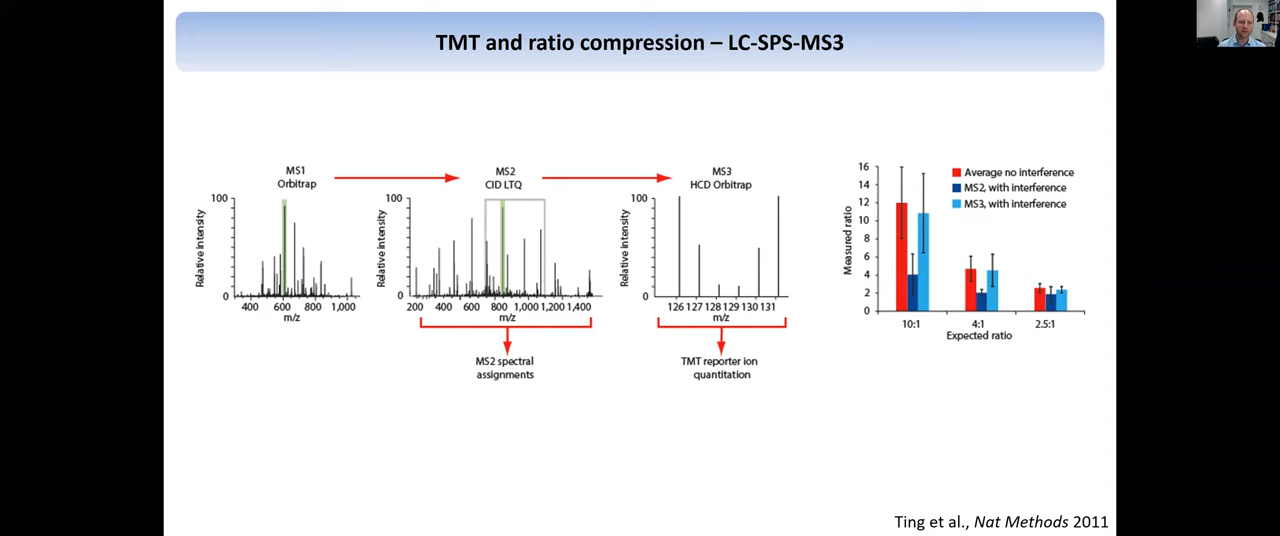 TMT and ratio compression – LC-SPS-MS3
MS1
Orbitrap
100
0
Relative intensity
400 600 800 1,000
m/z
MS2
CID LTQ
100
0
Relative intensity
200 400 600 800 1,000 1,200 1,400
m/z
MS2 spectral
assignments
MS3
HCD Orbitrap
100
0
Relative intensity
126 127 128 129 130 131
m/z
TMT reporter ion
quantitation
16
14
12
10
8
6
4
2
0
Measured ratio
Average no interference
MS2, with interference
MS3, with interference
10:1 4:1 2.5:1
Expected ratio
Ting et al., Nat Methods 2011